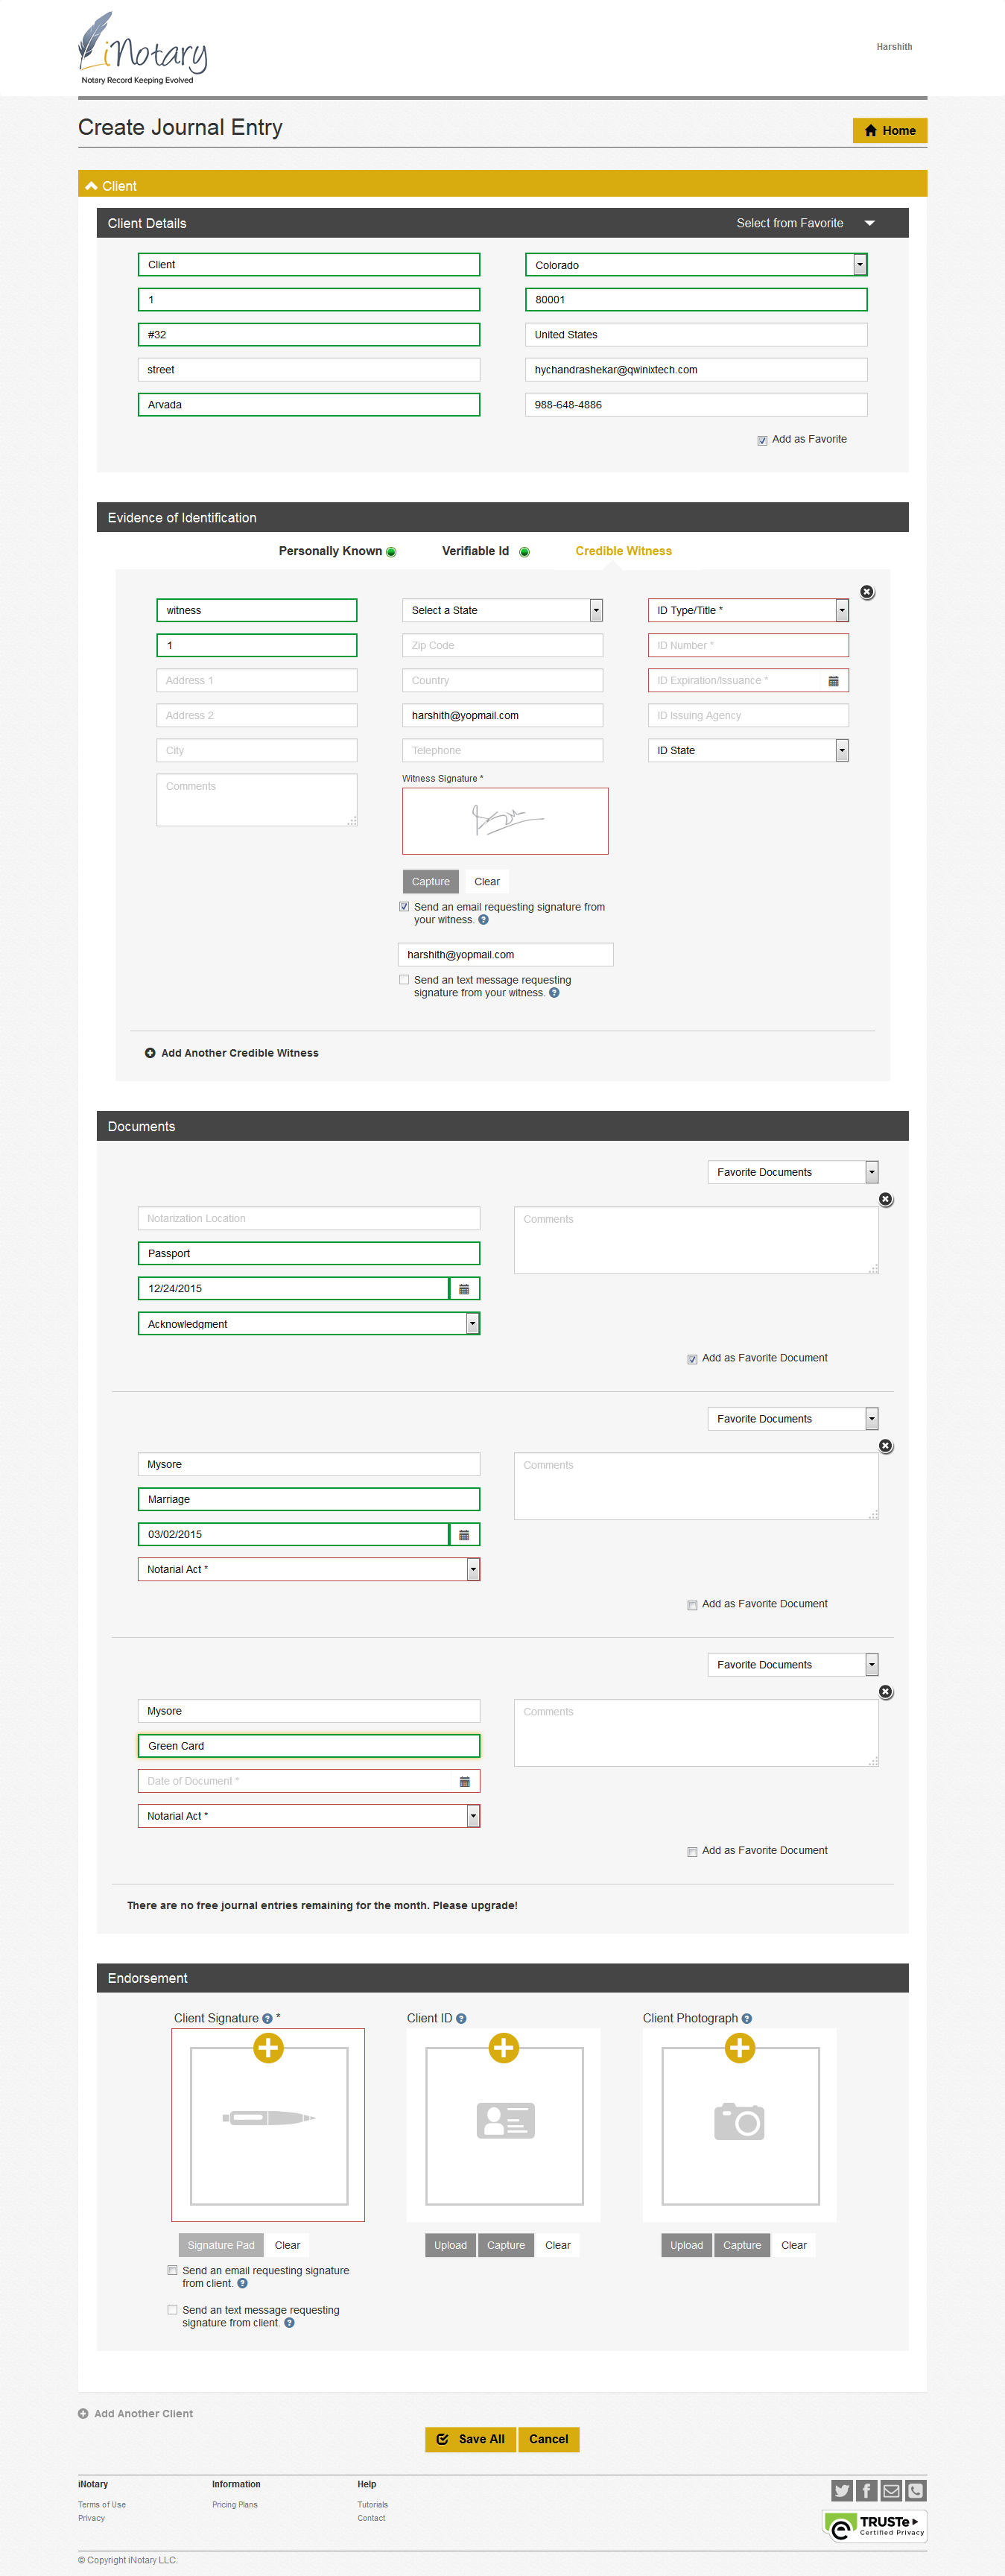 iNotary
Notary Record Keeping Evolved
Harshith
Create Journal Entry
Home
Client
Client Details
Select from Favorite
Client
Colorado
1
80001
#32
United States
street
hychandrashekar@qwinixtech.com
Arvada
988-648-4886
Add as Favorite
Evidence of Identification
Personally Known
Verifiable Id
Credible Witness
witness
Select a State
ID Type/Title *
1
Zip Code
ID Number *
Address 1
Country
ID Expiration/Issuance *
Address 2
harshith@yopmail.com
ID Issuing Agency
City
Telephone
ID State
Comments
Witness Signature *
Capture
Clear
Send an email requesting signature from
your witness. ?
harshith@yopmail.com
Send an text message requesting
signature from your witness. ?
Add Another Credible Witness
Documents
Favorite Documents
Notarization Location
Comments
Passport
12/24/2015
Acknowledgment
Add as Favorite Document
Favorite Documents
Mysore
Comments
Marriage
03/02/2015
Notarial Act *
Add as Favorite Document
Favorite Documents
Mysore
Comments
Green Card
Date of Document *
Notarial Act *
Add as Favorite Document
There are no free journal entries remaining for the month. Please upgrade!
Endorsement
Client Signature ? *
Client ID ?
Client Photograph ?
Signature Pad
Clear
Upload
Capture
Clear
Upload
Capture
Clear
Send an email requesting signature
from client. ?
Send an text message requesting
signature from client. ?
Add Another Client
Save All
Cancel
iNotary
Information
Help
Terms of Use
Pricing Plans
Tutorials
Privacy
Contact
TRUSTe
Certified Privacy
© Copyright iNotary LLC.